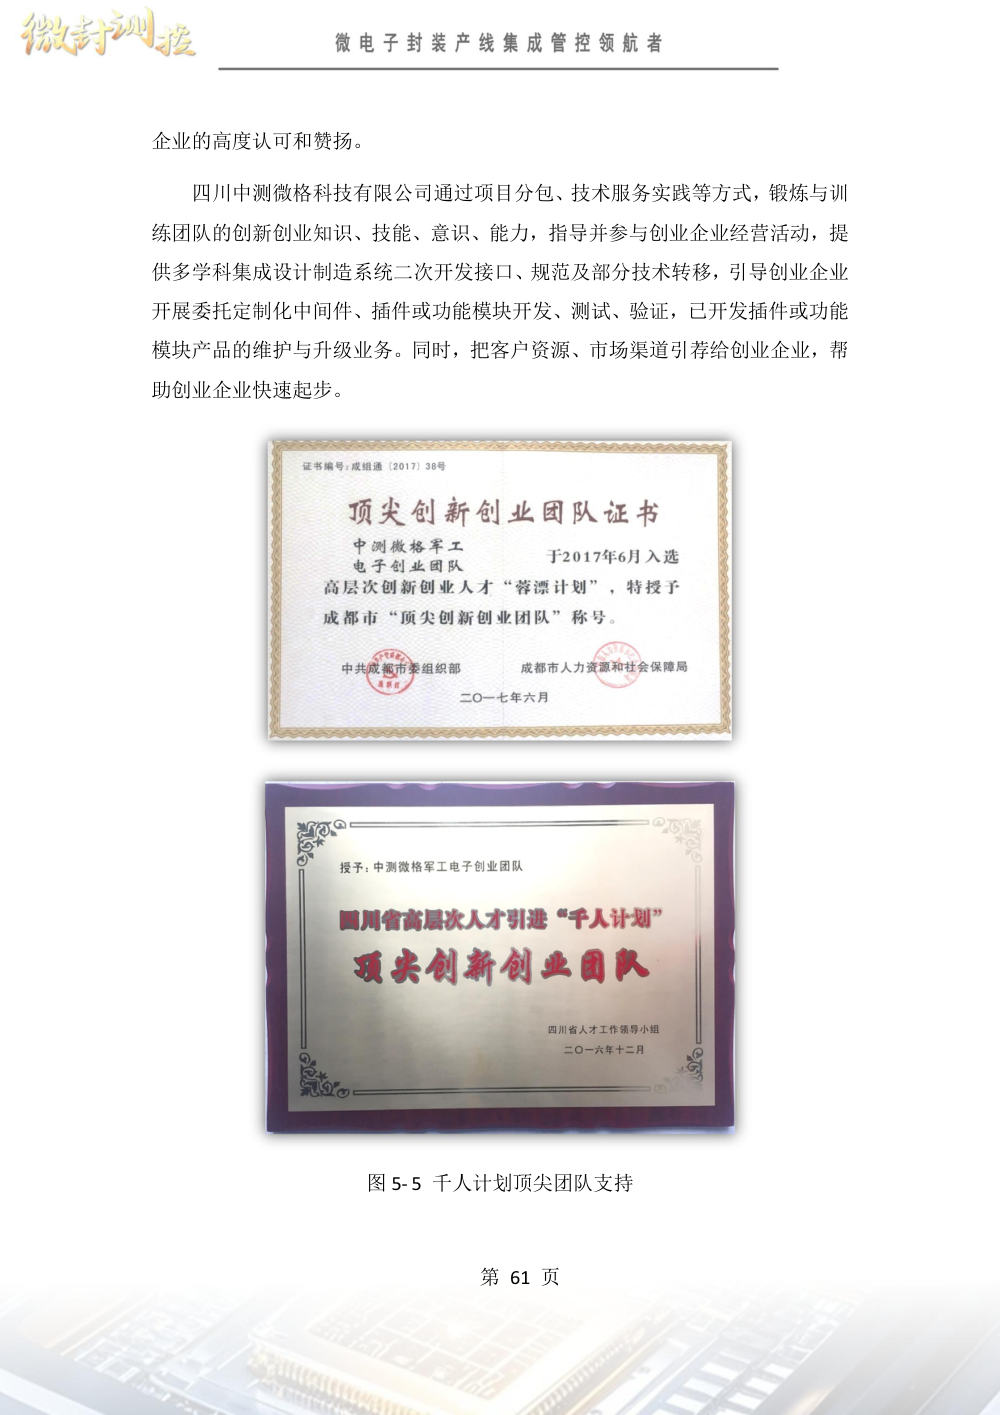 微封测控
微电子封装产线集成管控领航者
企业的高度认可和赞扬。
四川中测微格科技有限公司通过项目分包、技术服务实践等方式，锻炼与训
练团队的创新创业知识、技能、意识、能力，指导并参与创业企业经营活动，提
供多学科集成设计制造系统二次开发接口、规范及部分技术转移，引导创业企业
开展委托定制化中间件、插件或功能模块开发、测试、验证，已开发插件或功能
模块产品的维护与升级业务。同时，把客户资源、市场渠道引荐给创业企业，帮
助创业企业快速起步。
证书编号：成组通〔2017〕38号
顶尖创新创业团队证书
中测微格军工
电子创业团队
于2017年6月入选
高层次创新创业人才“蓉漂计划”，特授予
成都市“顶尖创新创业团队”称号。
中共成都市委组织部 成都市人力资源和社会保障局
二〇一七年六月
授予：中测微格军工电子创业团队
四川省高层次人才引进“千人计划”
顶尖创新创业团队
四川省人才工作领导小组
二〇一六年十二月
图 5- 5 千人计划顶尖团队支持
第 61 页